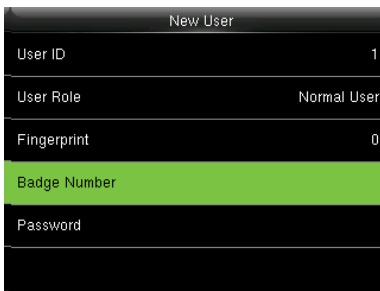 New User
User ID 1
User Role Normal User
Fingerprint 0
Badge Number
Password